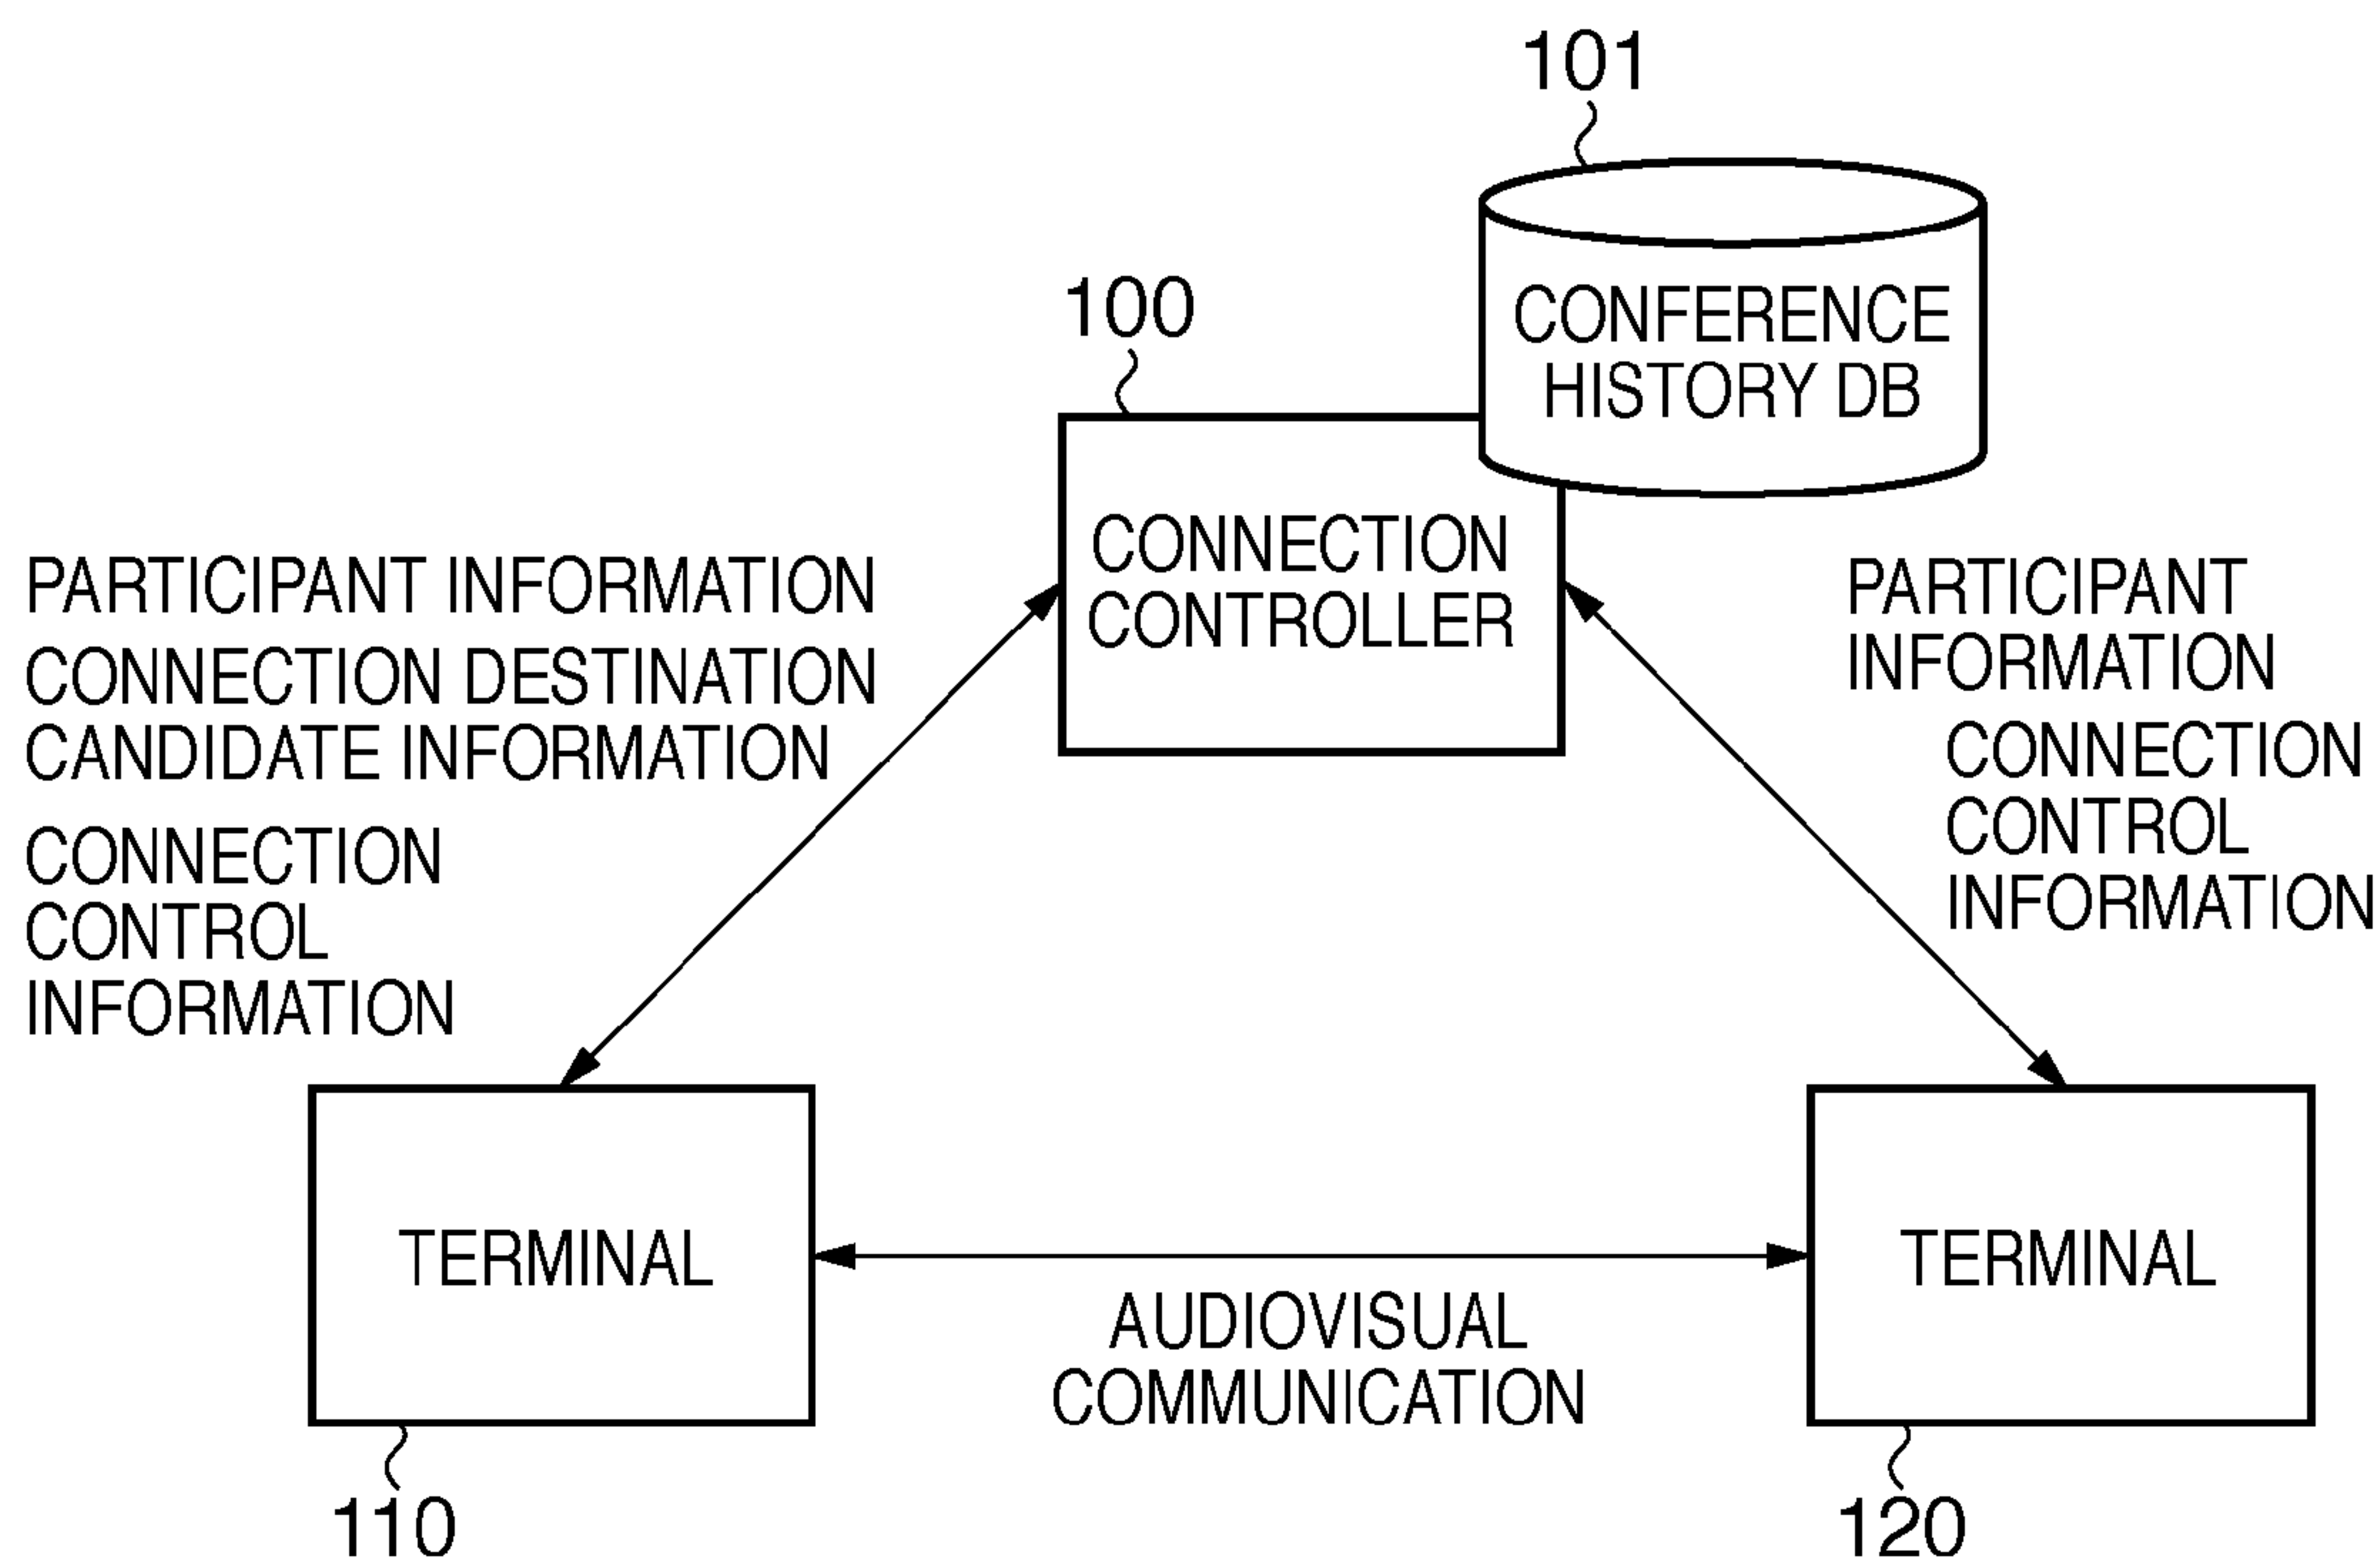 101
CONFERENCE
HISTORY DB
100
CONNECTION
CONTROLLER
PARTICIPANT INFORMATION
CONNECTION DESTINATION
CANDIDATE INFORMATION
CONNECTION
CONTROL
INFORMATION
PARTICIPANT
INFORMATION
CONNECTION
CONTROL
INFORMATION
TERMINAL
AUDIOVISUAL
COMMUNICATION
TERMINAL
110
120